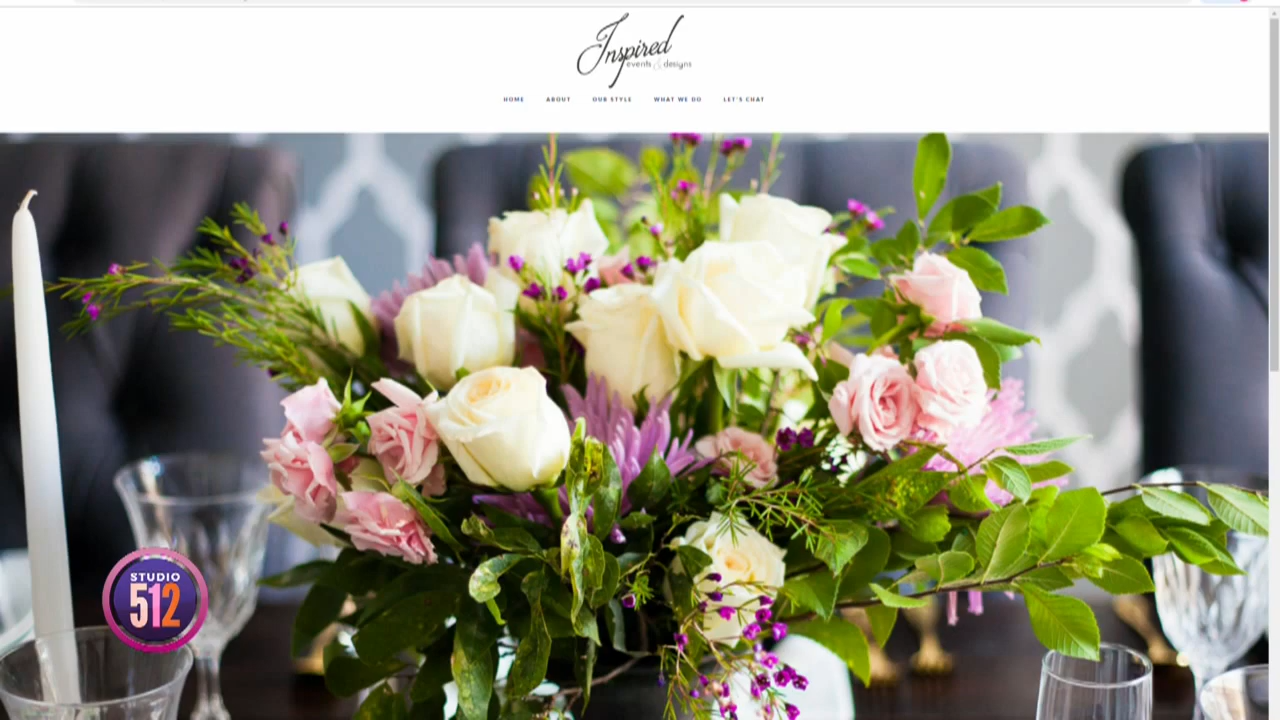 Inspired
events & designs
HOME ABOUT OUR STYLE WHAT WE DO LET'S CHAT
STUDIO
512